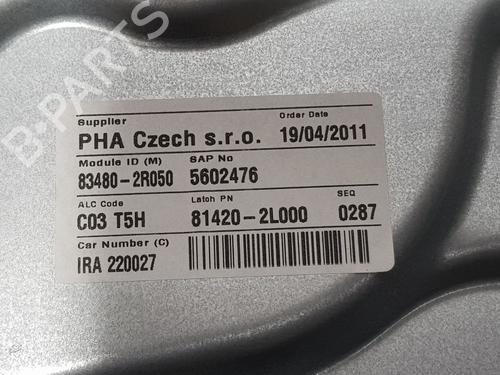 B-PARTS
Supplier Order Date
PHA Czech s.r.o. 19/04/2011
Module ID (M) SAP No
83480-2R050 5602476
ALC Code Latch PN SEQ
C03 T5H 81420-2L000 0287
Car Number (C)
IRA 220027